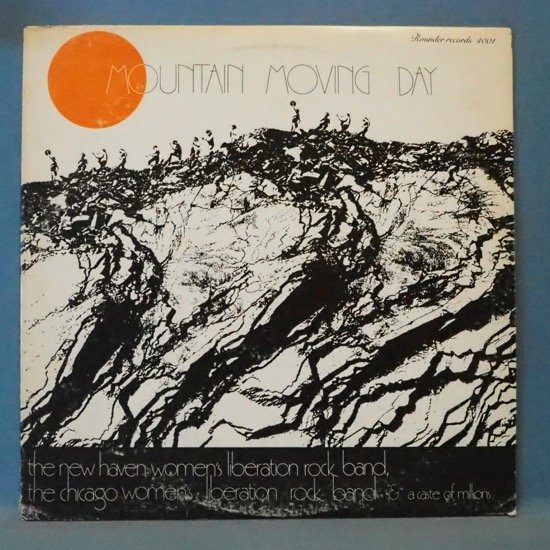 Rounder records 4001
MOUNTAIN MOVING DAY
the new haven women's liberation rock band,
the chicago women's liberation rock band & a caste of millions